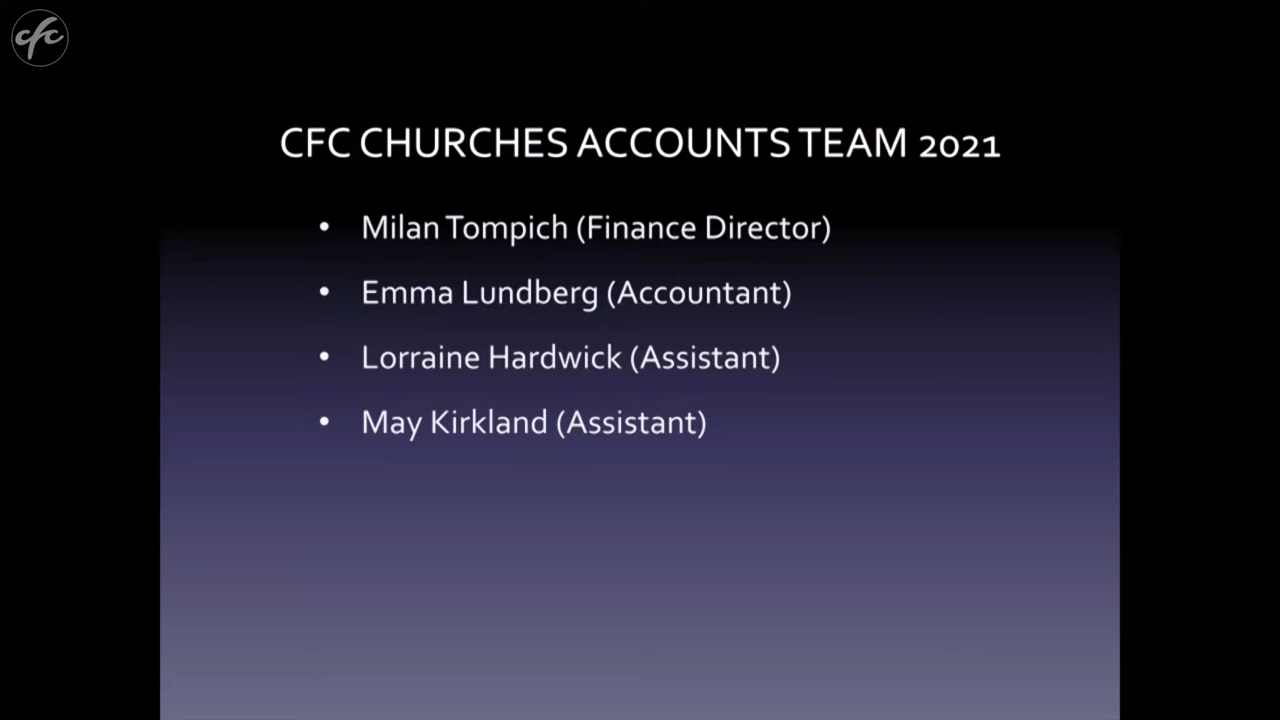 cfc
CFC CHURCHES ACCOUNTS TEAM 2021
• Milan Tompich (Finance Director)
• Emma Lundberg (Accountant)
• Lorraine Hardwick (Assistant)
• May Kirkland (Assistant)